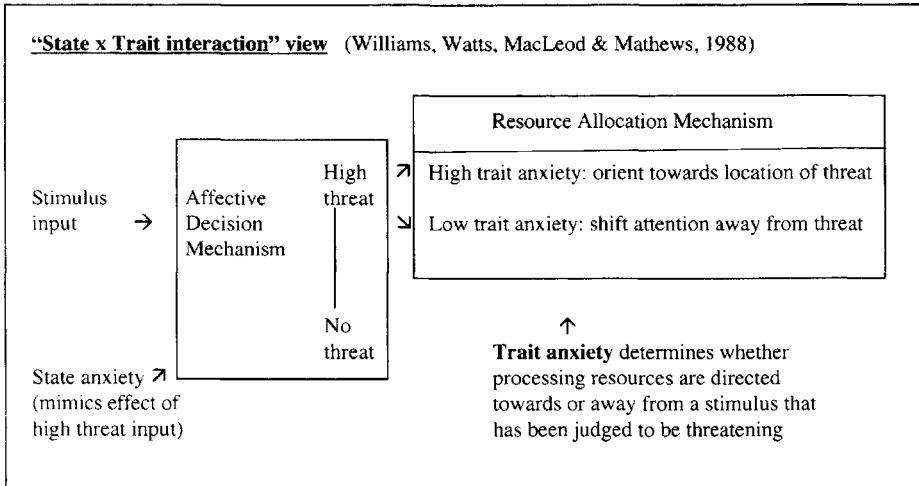 “State x Trait interaction” view (Williams, Watts, MacLeod & Mathews, 1988)
Resource Allocation Mechanism
High trait anxiety: orient towards location of threat
Low trait anxiety: shift attention away from threat
Stimulus
input →
Affective
Decision
Mechanism
High
threat
No
threat
State anxiety
(mimics effect of
high threat input)
Trait anxiety determines whether
processing resources are directed
towards or away from a stimulus that
has been judged to be threatening